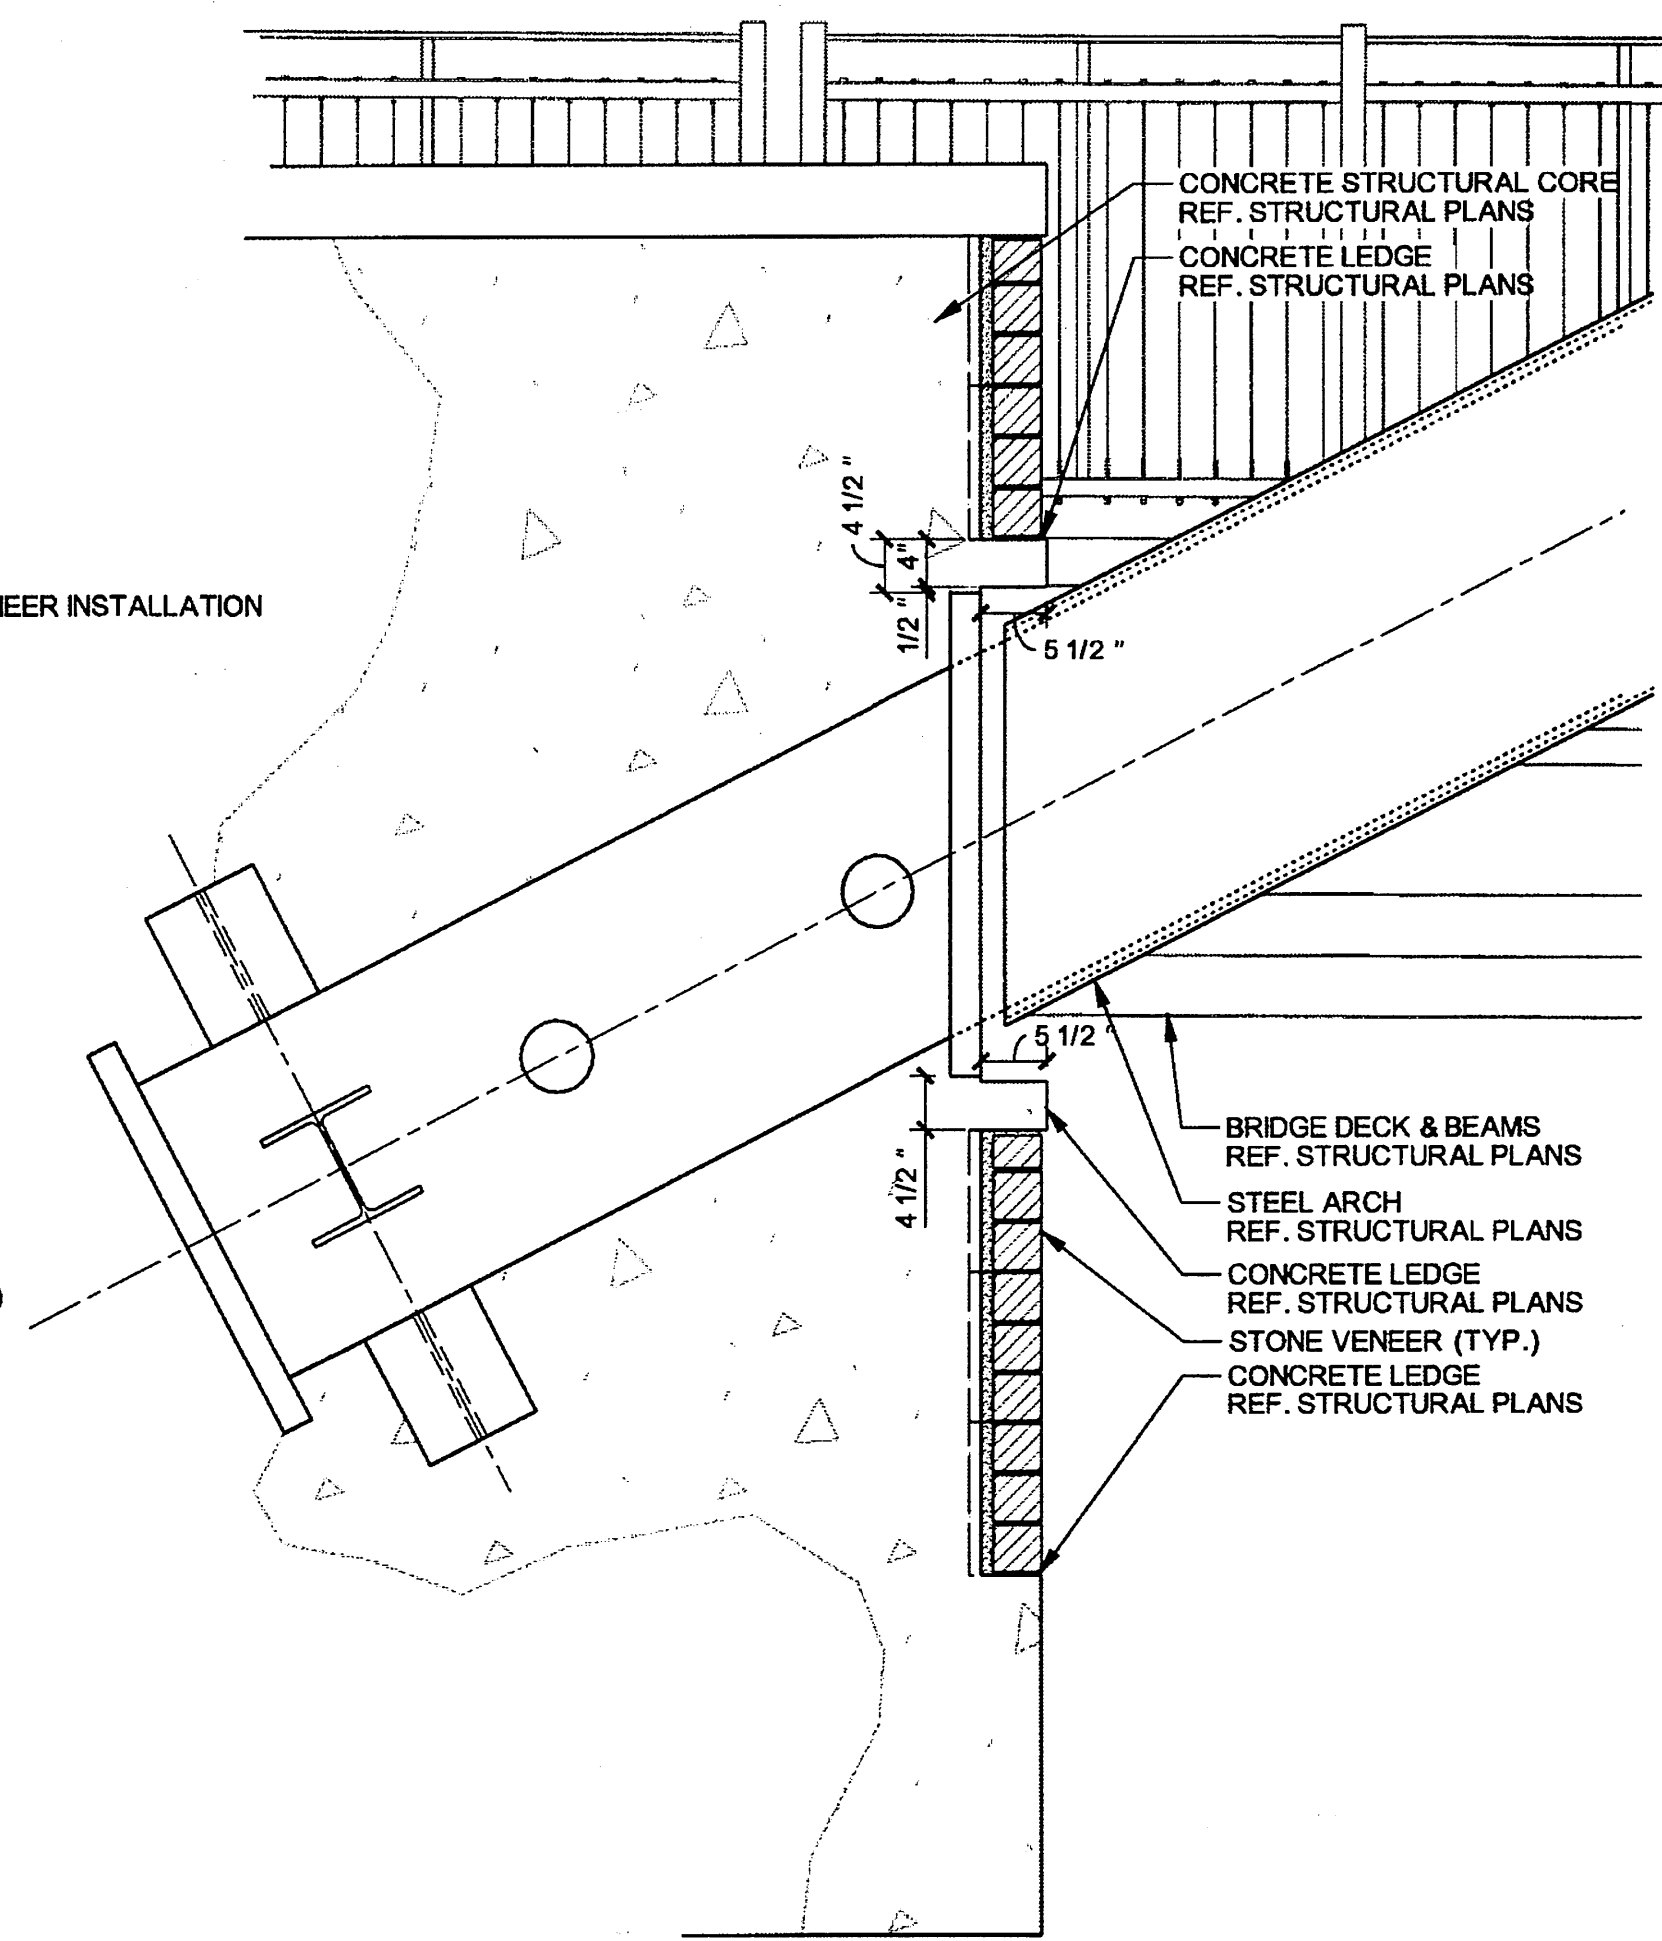 CONCRETE STRUCTURAL CORE
REF. STRUCTURAL PLANS
CONCRETE LEDGE
REF. STRUCTURAL PLANS
4 1/2 "
4"
1/2 "
5 1/2 "
INSTALLATION
5 1/2 "
4 1/2 "
BRIDGE DECK & BEAMS
REF. STRUCTURAL PLANS
STEEL ARCH
REF. STRUCTURAL PLANS
CONCRETE LEDGE
REF. STRUCTURAL PLANS
STONE VENEER (TYP.)
CONCRETE LEDGE
REF. STRUCTURAL PLANS